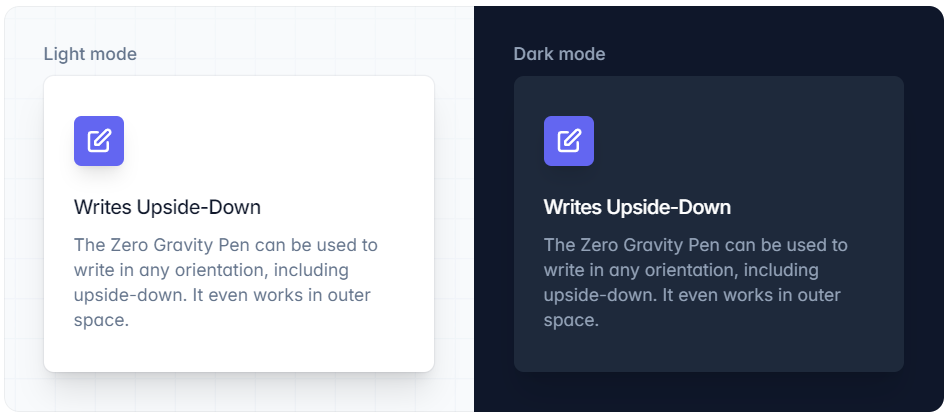 Light mode
Writes Upside-Down
The Zero Gravity Pen can be used to
write in any orientation, including
upside-down. It even works in outer
space.
Dark mode
Writes Upside-Down
The Zero Gravity Pen can be used to
write in any orientation, including
upside-down. It even works in outer
space.